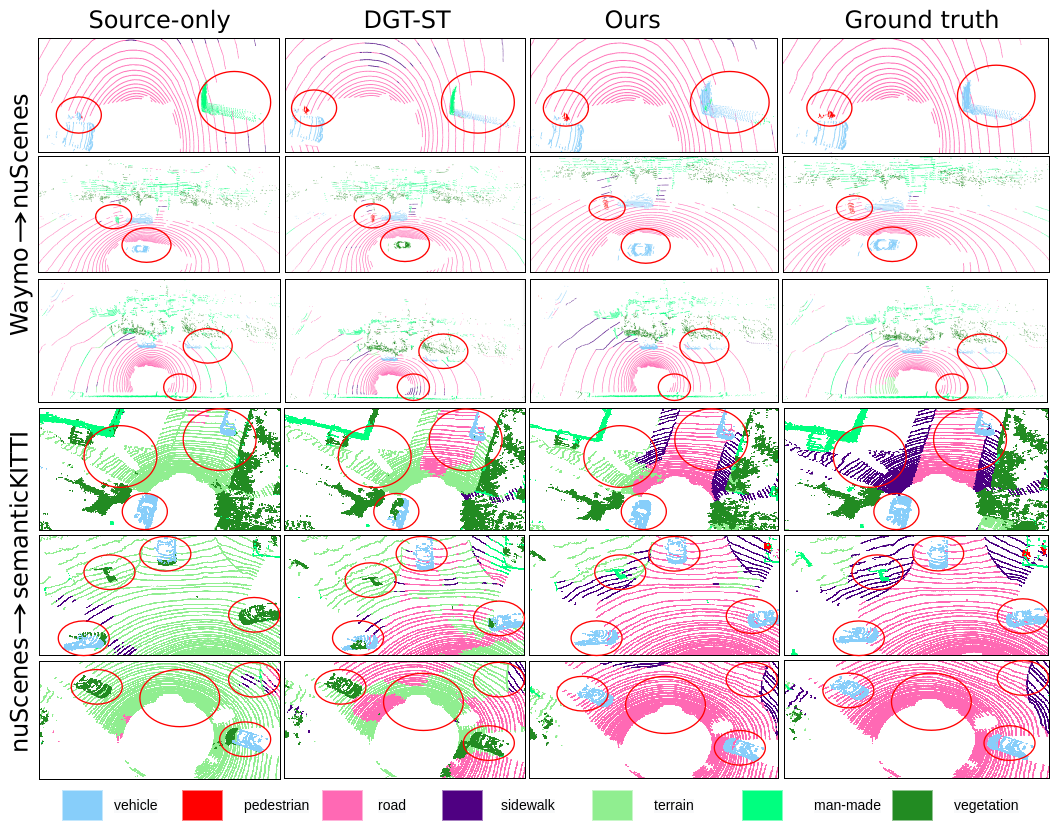 Source-only
DGT-ST
Ours
Ground truth
Waymo → nuScenes
nuScenes → semanticKITTI
vehicle
pedestrian
road
sidewalk
terrain
man-made
vegetation